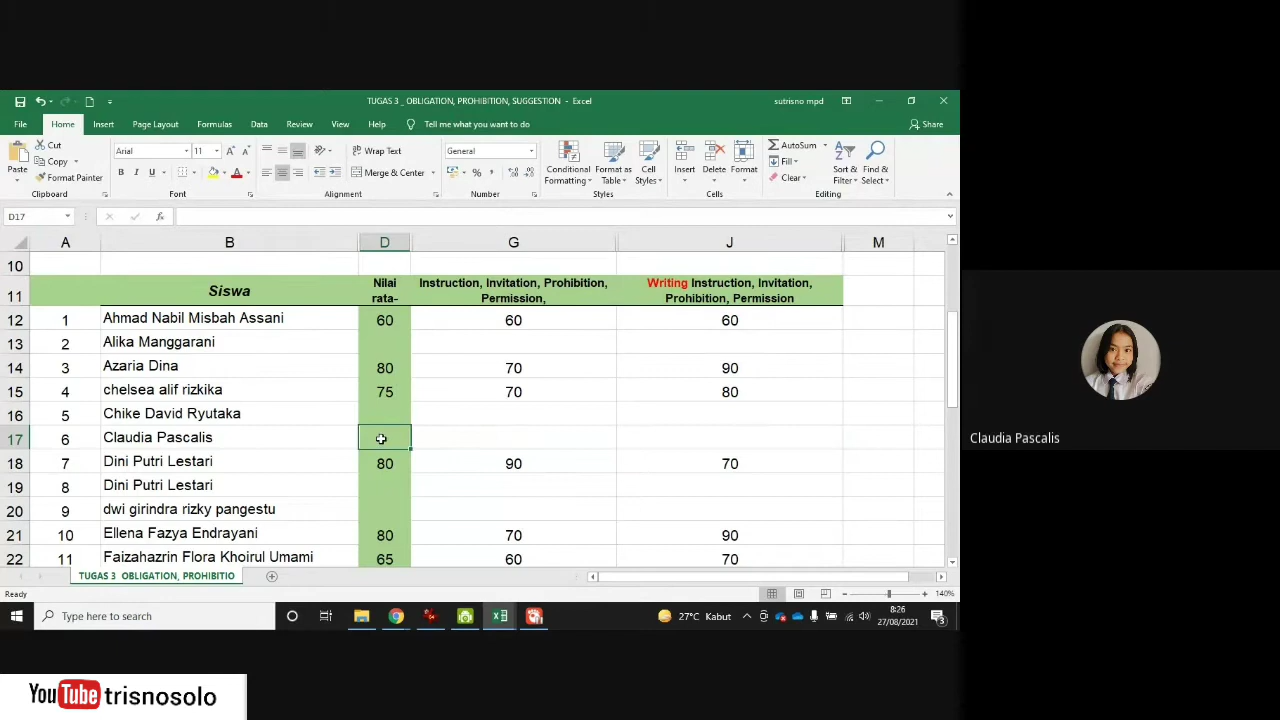 TUGAS 3 _ OBLIGATION, PROHIBITION, SUGGESTION - Excel
sutrisno mpd
File Home Insert Page Layout Formulas Data Review View Help Tell me what you want to do Share
Paste
Cut
Copy
Format Painter
Clipboard
Arial 11
B I U
Font
Wrap Text
Merge & Center
Alignment
General
Number
Conditional Formatting
Format as Table
Cell Styles
Styles
Insert Delete Format
Cells
AutoSum
Fill
Clear
Sort & Filter
Find & Select
Editing
D17 fx
A B D G J M
10
11 Siswa Nilai rata- Instruction, Invitation, Prohibition, Permission, Writing Instruction, Invitation, Prohibition, Permission
12 1 Ahmad Nabil Misbah Assani 60 60 60
13 2 Alika Manggarani
14 3 Azaria Dina 80 70 90
15 4 chelsea alif rizkika 75 70 80
16 5 Chike David Ryutaka
17 6 Claudia Pascalis
18 7 Dini Putri Lestari 80 90 70
19 8 Dini Putri Lestari
20 9 dwi girindra rizky pangestu
21 10 Ellena Fazya Endrayani 80 70 90
22 11 Faizahazrin Flora Khoirul Umami 65 60 70
TUGAS 3 OBLIGATION, PROHIBITIO
Ready
140%
Type here to search
27°C Kabut
8:26
27/08/2021
3
Claudia Pascalis
YouTube trisnosolo